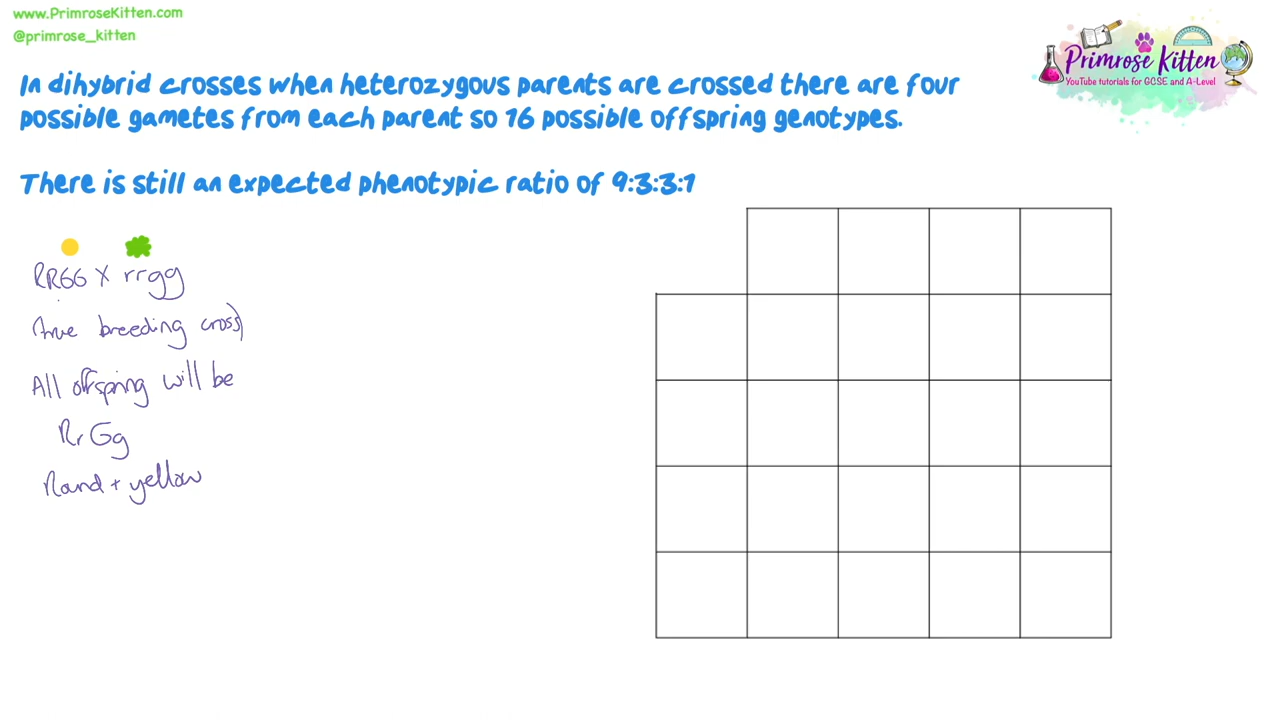 www.PrimroseKitten.com
@primrose_kitten
Primrose Kitten
YouTube tutorials for GCSE and A-Level
In dihybrid crosses when heterozygous parents are crossed there are four
possible gametes from each parent so 16 possible offspring genotypes.
There is still an expected phenotypic ratio of 9:3:3:1
RRGG X rrgg
true breeding cross)
All offspring will be
RrGg
Round + yellow